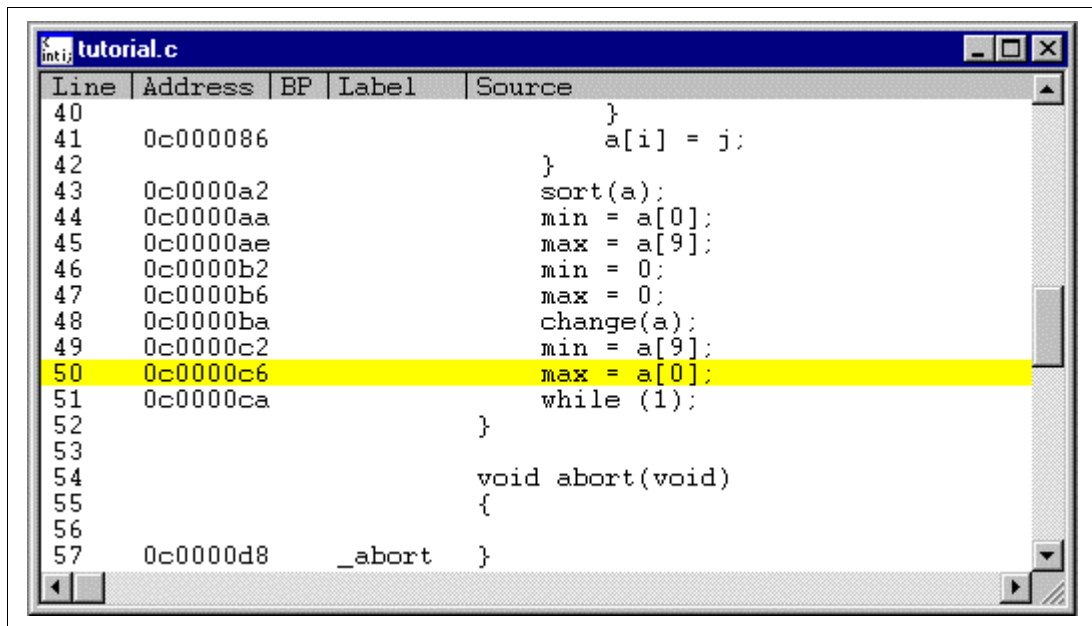 inti; tutorial.c
Line Address BP Label Source
40 }
41 0c000086 a[i] = j;
42 }
43 0c0000a2 sort(a);
44 0c0000aa min = a[0];
45 0c0000ae max = a[9];
46 0c0000b2 min = 0;
47 0c0000b6 max = 0;
48 0c0000ba change(a);
49 0c0000c2 min = a[9];
50 0c0000c6 max = a[0];
51 0c0000ca while (1);
52 }
53
54 void abort(void)
55 {
56
57 0c0000d8 _abort }